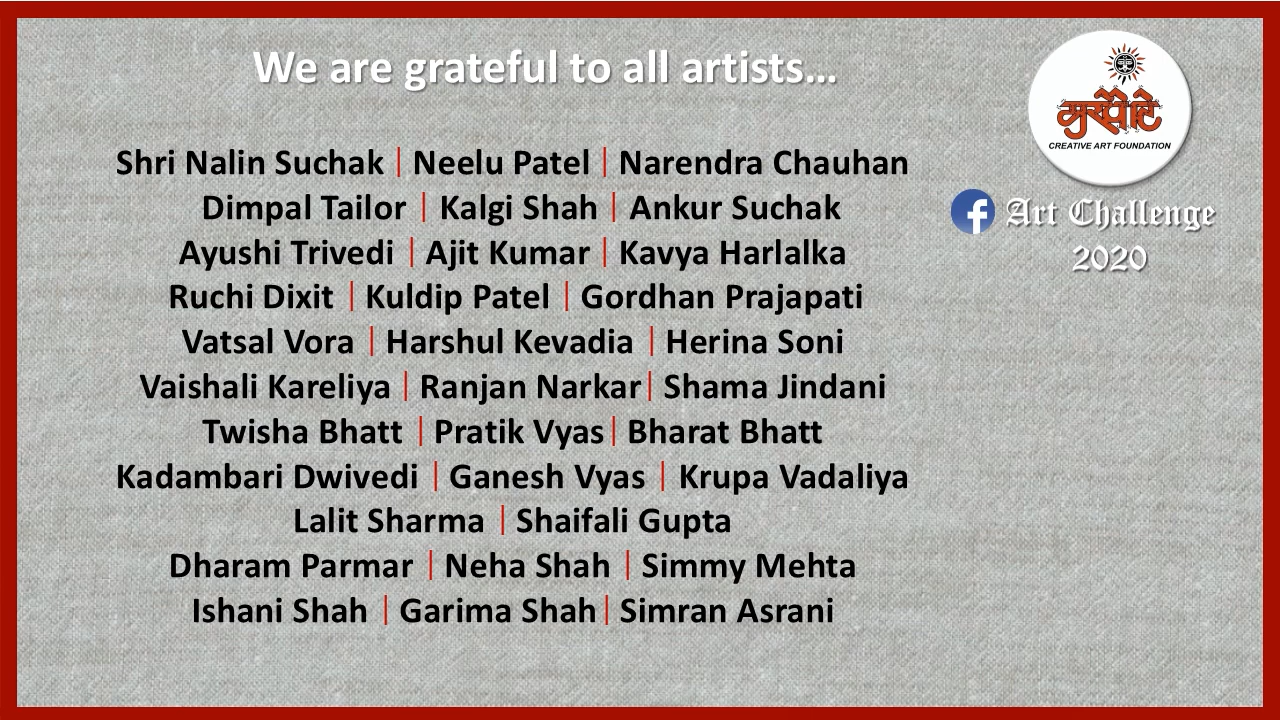 We are grateful to all artists...
Shri Nalin Suchak | Neelu Patel | Narendra Chauhan
Dimpal Tailor | Kalgi Shah | Ankur Suchak
Ayushi Trivedi | Ajit Kumar | Kavya Harlalka
Ruchi Dixit | Kuldip Patel | Gordhan Prajapati
Vatsal Vora | Harshul Kevadia | Herina Soni
Vaishali Kareliya | Ranjan Narkar | Shama Jindani
Twisha Bhatt | Pratik Vyas | Bharat Bhatt
Kadambari Dwivedi | Ganesh Vyas | Krupa Vadaliya
Lalit Sharma | Shaifali Gupta
Dharam Parmar | Neha Shah | Simmy Mehta
Ishani Shah | Garima Shah | Simran Asrani
मुखौटे
CREATIVE ART FOUNDATION
f Art Challenge
2020